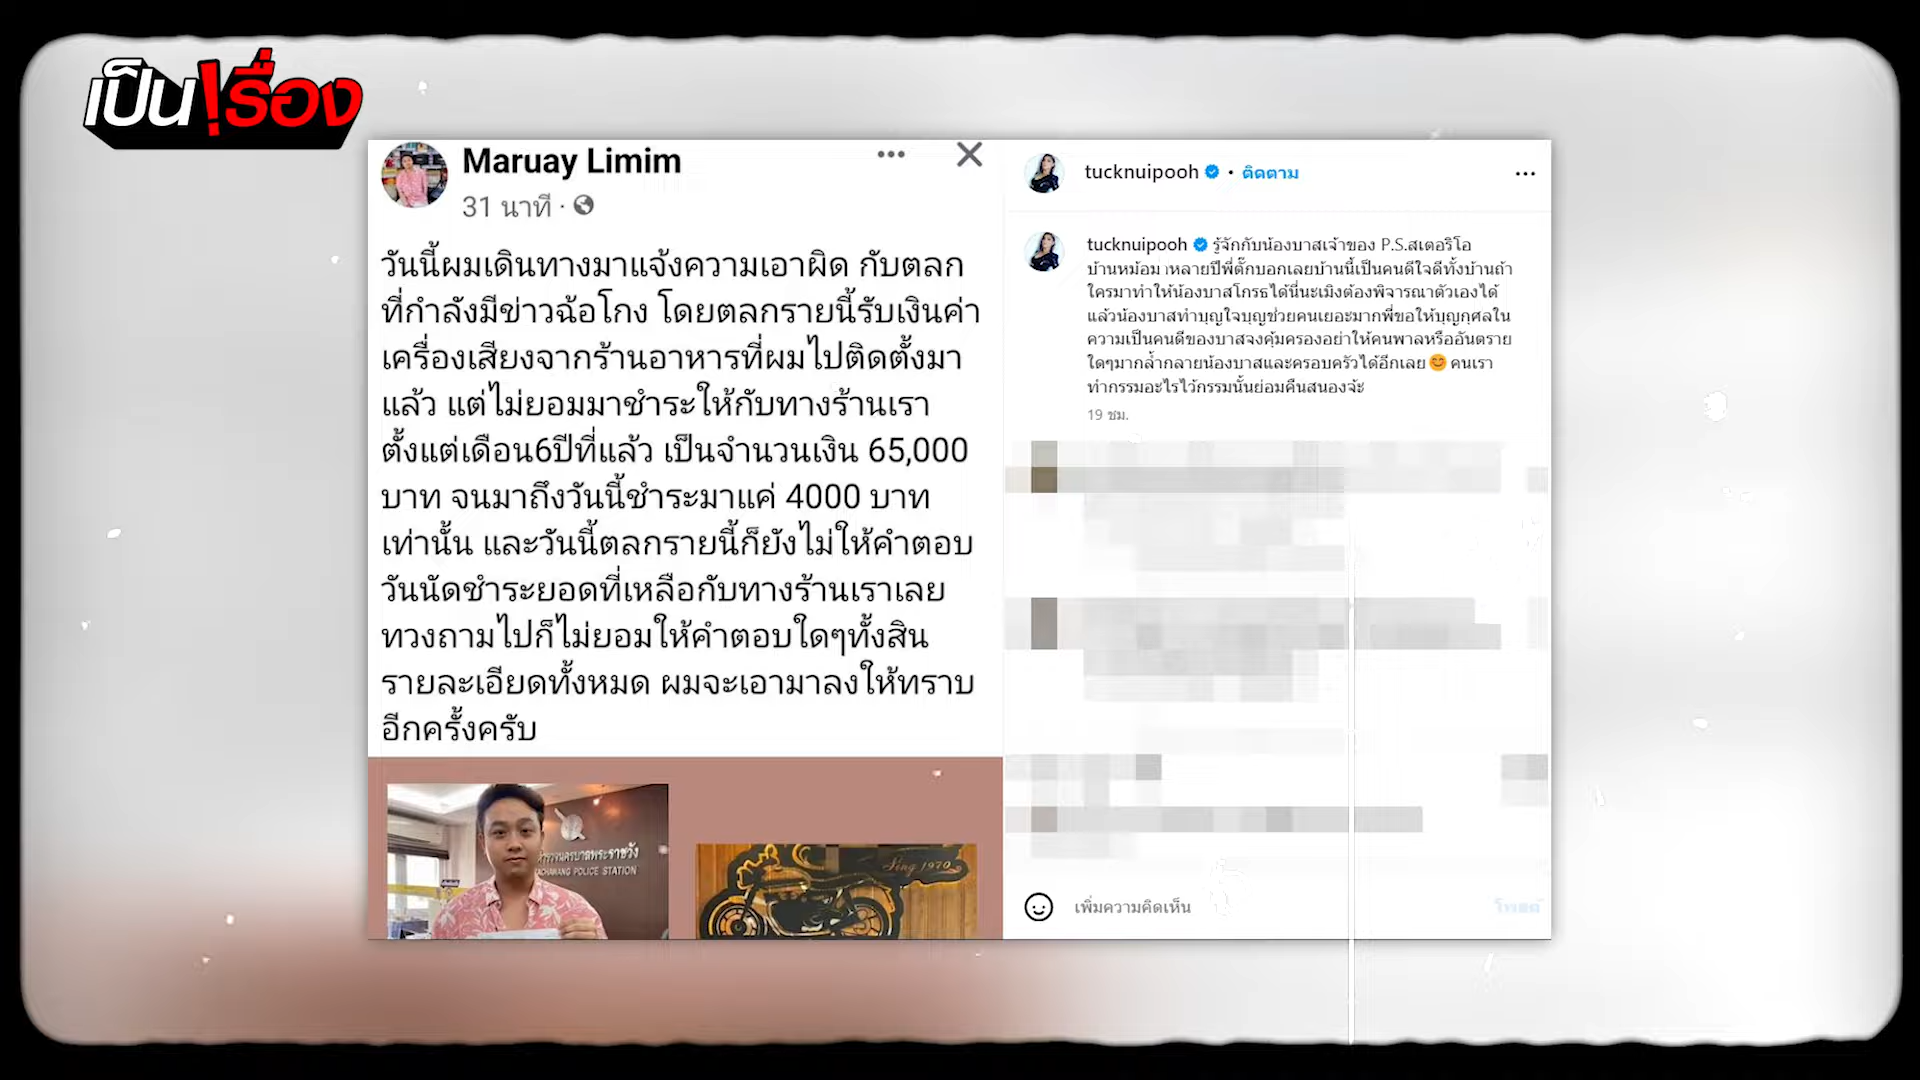 เป็น!เรื่อง
Maruay Limim
31 นาที ·
วันนี้ผมเดินทางมาแจ้งความเอาผิด กับตลก
ที่กำลังมีข่าวฉ้อโกง โดยตลกรายนี้รับเงินค่า
เครื่องเสียงจากร้านอาหารที่ผมไปติดตั้งมา
แล้ว แต่ไม่ยอมมาชำระให้กับทางร้านเรา
ตั้งแต่เดือน6ปีที่แล้ว เป็นจำนวนเงิน 65,000
บาท จนมาถึงวันนี้ชำระมาแค่ 4000 บาท
เท่านั้น และวันนี้ตลกรายนี้ก็ยังไม่ให้คำตอบ
วันนัดชำระยอดที่เหลือกับทางร้านเราเลย
ทวงถามไปก็ไม่ยอมให้คำตอบใดๆทั้งสิน
รายละเอียดทั้งหมด ผมจะเอามาลงให้ทราบ
อีกครั้งครับ
ตำรวจนครบาลพระราชวัง
ACHAWANG POLICE STATION
Sing 1970
tucknuipooh • ติดตาม
tucknuipooh รู้จักกับน้องบาสเจ้าของ P.S.สเตอริโอ
บ้านหม้อมาหลายปีพี่ตั๊กบอกเลยบ้านนี้เป็นคนดีใจดีทั้งบ้านถ้า
ใครมาทำให้น้องบาสโกรธได้นี่นะเมิงต้องพิจารณาตัวเองได้
แล้วน้องบาสทำบุญใจบุญช่วยคนเยอะมากพี่ขอให้บุญกุศลใน
ความเป็นคนดีของบาสจงคุ้มครองอย่าให้คนพาลหรืออันตราย
ใดๆมากล้ำกลายน้องบาสและครอบครัวได้อีกเลย😊 คนเรา
ทำกรรมอะไรไว้กรรมนั้นย่อมคืนสนองจ้ะ
19 ชม.
เพิ่มความคิดเห็น
โพสต์